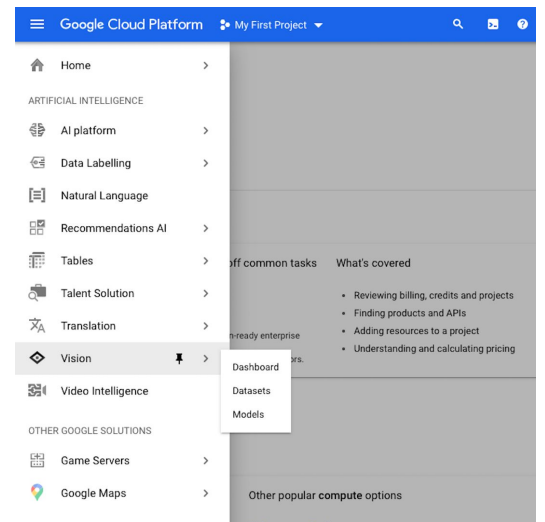 Google Cloud Platform My First Project
Home
ARTIFICIAL INTELLIGENCE
AI platform
Data Labelling
Natural Language
Recommendations AI
Tables
Talent Solution
Translation
Vision
Video Intelligence
OTHER GOOGLE SOLUTIONS
Game Servers
Google Maps
Dashboard
Datasets
Models
off common tasks
n-ready enterprise
ors.
What's covered
• Reviewing billing, credits and projects
• Finding products and APIs
• Adding resources to a project
• Understanding and calculating pricing
Other popular compute options